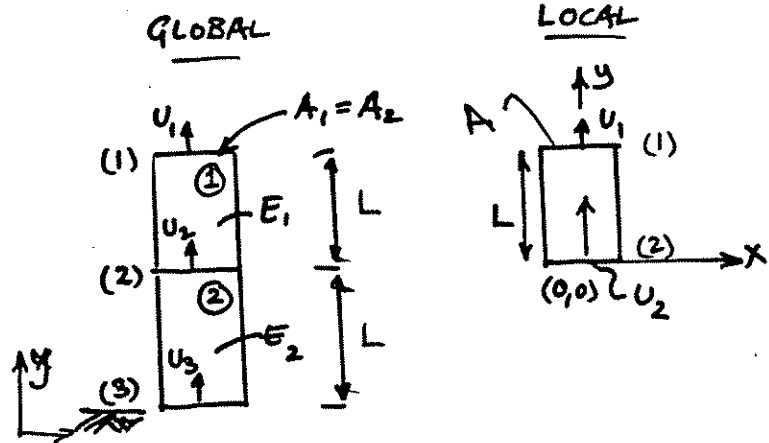 GLOBAL
LOCAL
y
U₁
A₁ = A₂
A
U₁
(1)
(1)
①
L
L
E₁
U₂
(2)
(2)
X
②
(0,0)
U₂
E₂
L
y
U₃
(3)